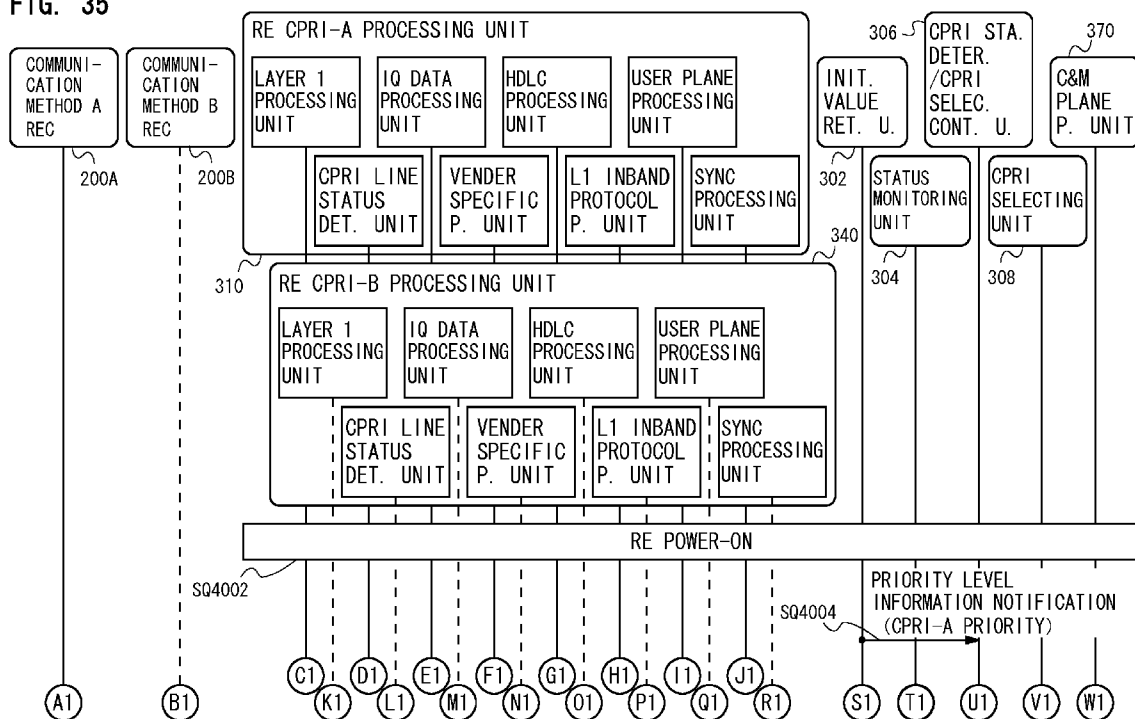 FIG. 35
COMMUNI-
CATION
METHOD A
REC
200A
COMMUNI-
CATION
METHOD B
REC
200B
RE CPRI-A PROCESSING UNIT
LAYER 1
PROCESSING
UNIT
IQ DATA
PROCESSING
UNIT
HDLC
PROCESSING
UNIT
USER PLANE
PROCESSING
UNIT
CPRI LINE
STATUS
DET. UNIT
VENDER
SPECIFIC
P. UNIT
L1 INBAND
PROTOCOL
P. UNIT
SYNC
PROCESSING
UNIT
310
RE CPRI-B PROCESSING UNIT
340
LAYER 1
PROCESSING
UNIT
IQ DATA
PROCESSING
UNIT
HDLC
PROCESSING
UNIT
USER PLANE
PROCESSING
UNIT
CPRI LINE
STATUS
DET. UNIT
VENDER
SPECIFIC
P. UNIT
L1 INBAND
PROTOCOL
P. UNIT
SYNC
PROCESSING
UNIT
INIT.
VALUE
RET. U.
302
306
CPRI STA.
DETER.
/CPRI
SELEC.
CONT. U.
370
C&M
PLANE
P. UNIT
STATUS
MONITORING
UNIT
304
CPRI
SELECTING
UNIT
308
RE POWER-ON
SQ4002
PRIORITY LEVEL
INFORMATION NOTIFICATION
(CPRI-A PRIORITY)
SQ4004
A1
B1
C1
K1
D1
L1
E1
M1
F1
N1
G1
O1
H1
P1
I1
Q1
J1
R1
S1
T1
U1
V1
W1